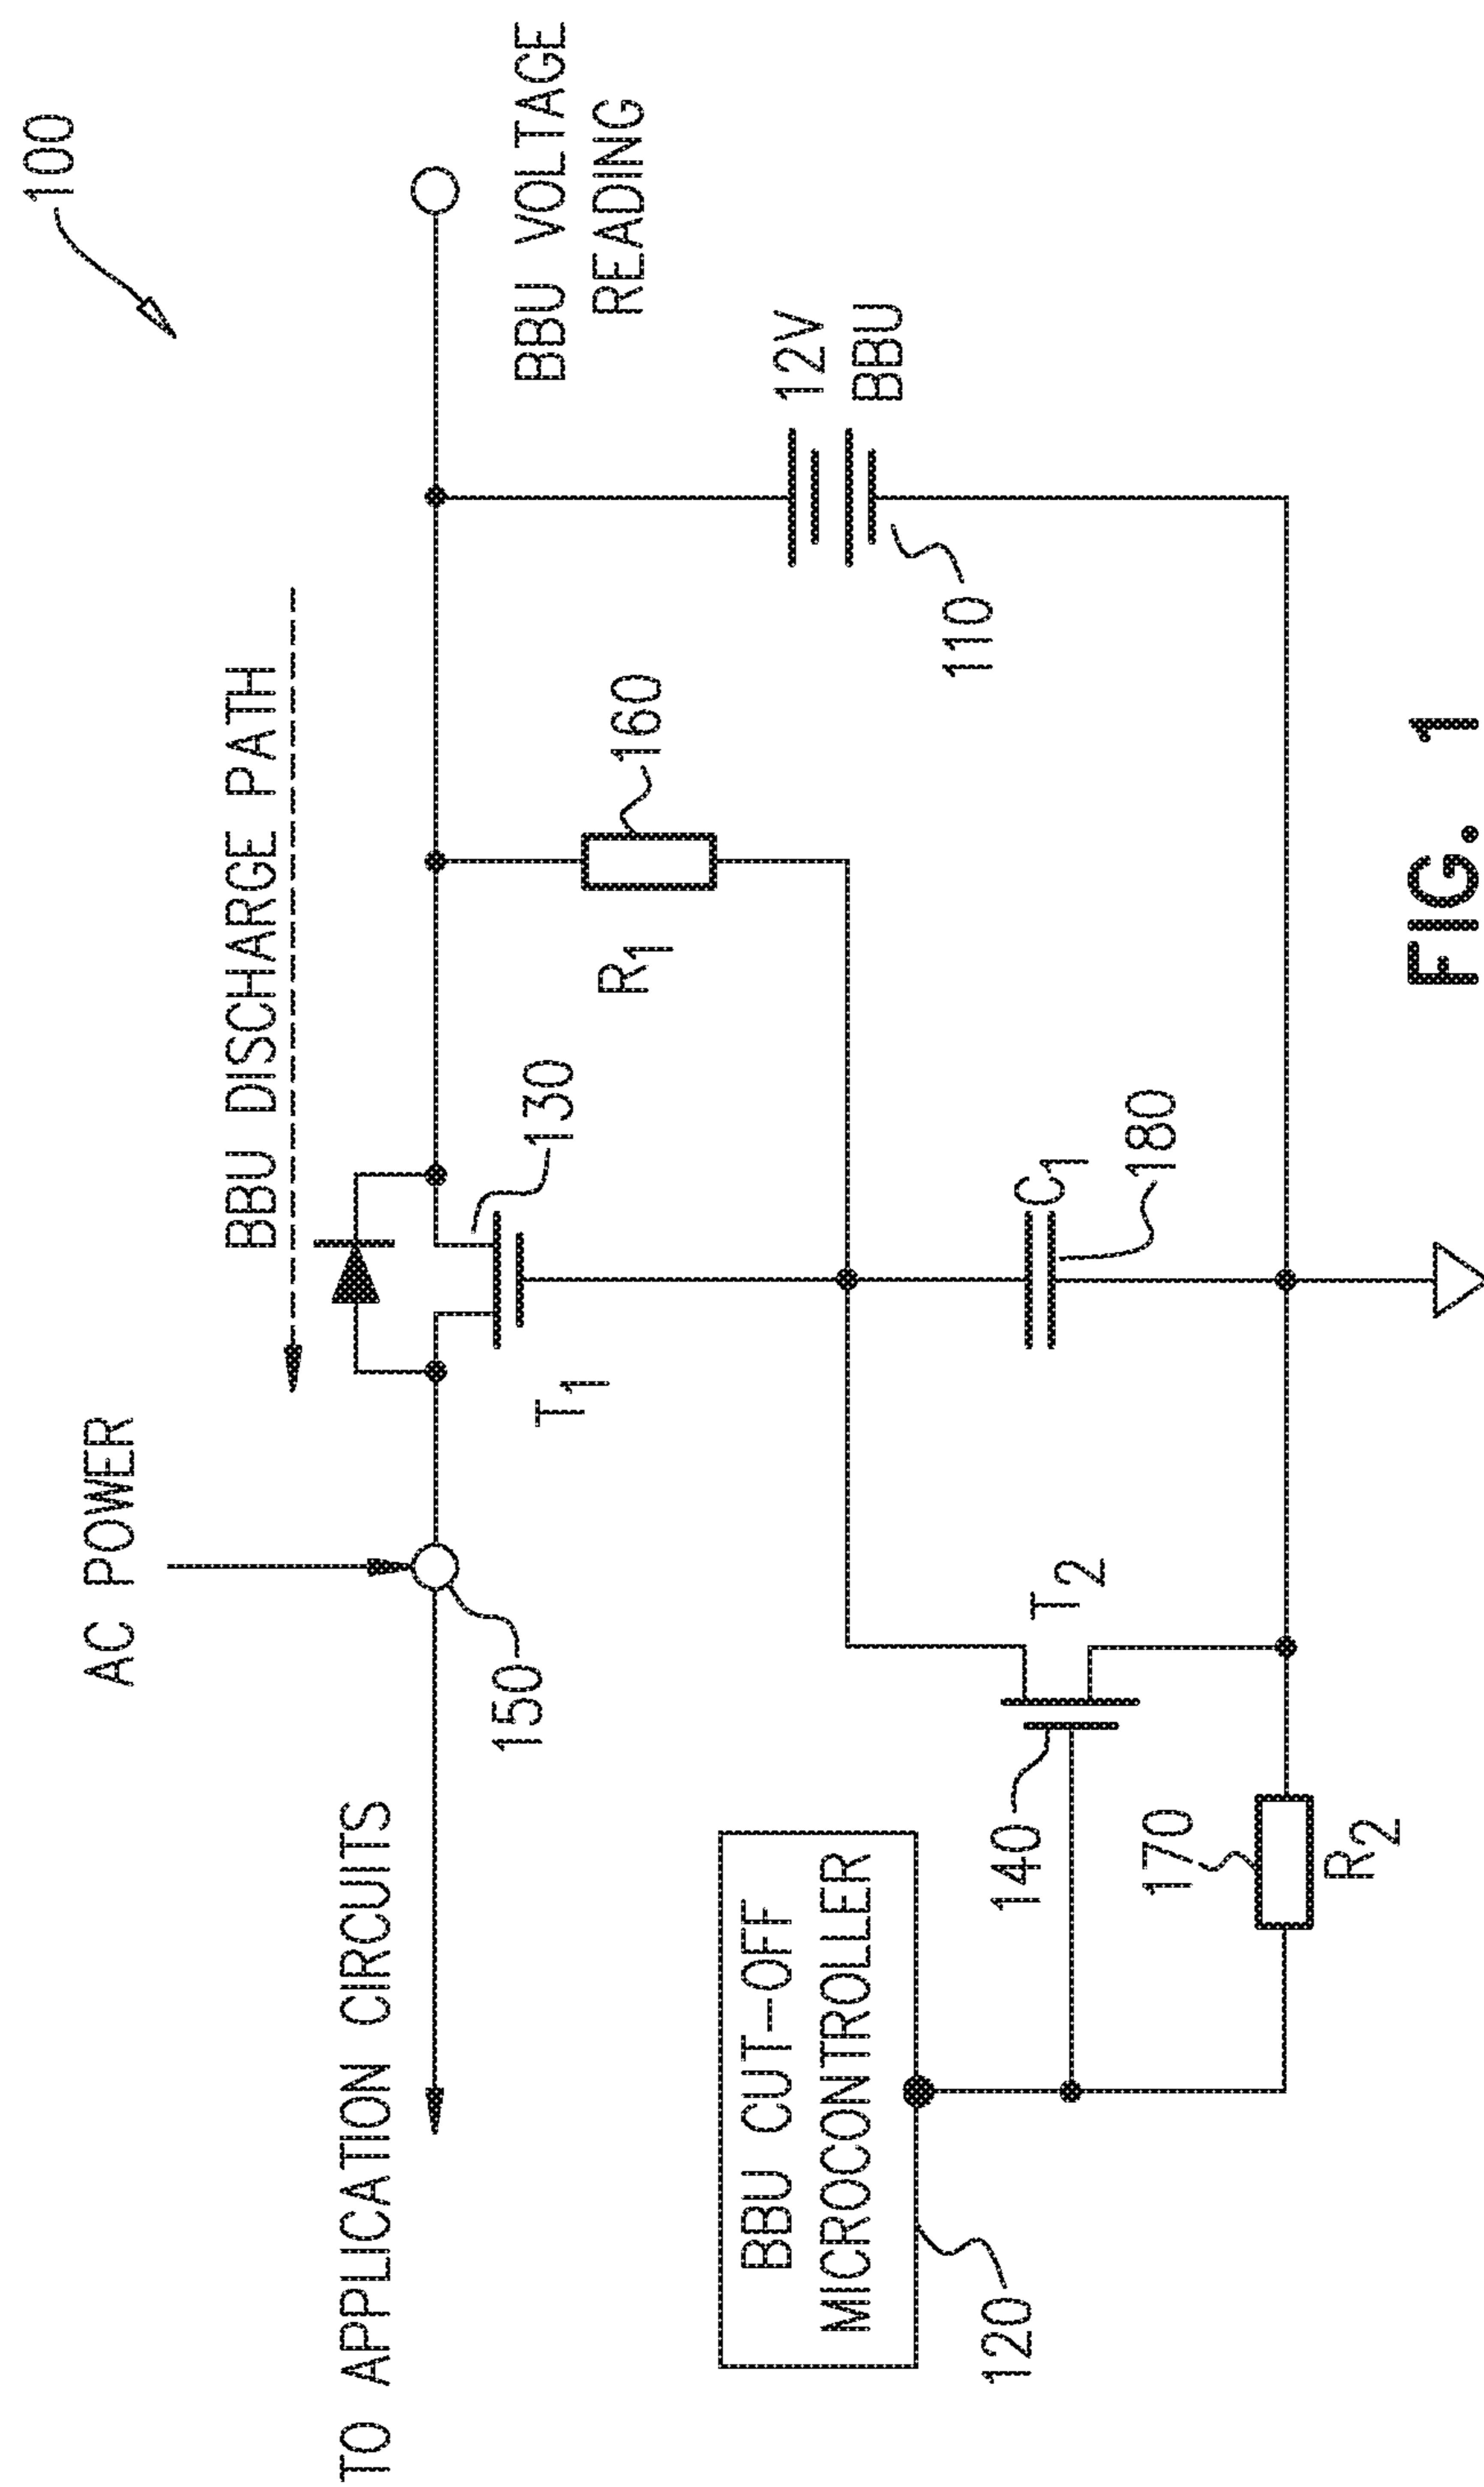 100
AC POWER
BBU DISCHARGE PATH
TO APPLICATION CIRCUITS
150
T1
130
R1
160
BBU VOLTAGE
READING
12V
BBU
110
BBU CUT-OFF
MICROCONTROLLER
120
140
T2
C1
180
170
R2
FIG. 1